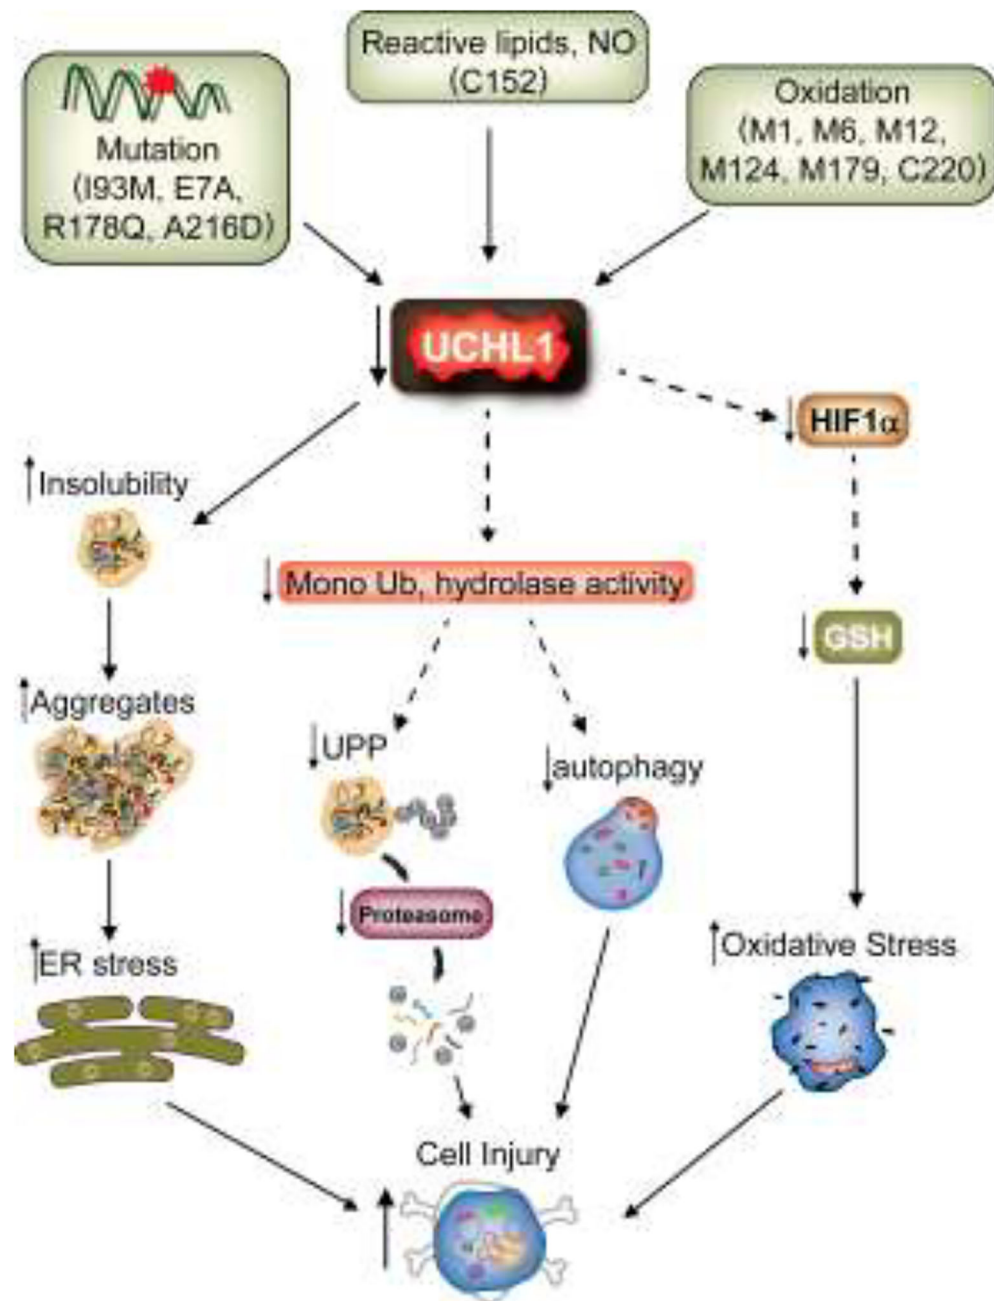 Reactive lipids, NO
(C152)
Mutation
(I93M, E7A,
R178Q, A216D)
Oxidation
(M1, M6, M12,
M124, M179, C220)
UCHL1
HIF1α
Insolubility
Mono Ub, hydrolase activity
GSH
Aggregates
UPP
autophagy
Proteasome
ER stress
Oxidative Stress
Cell Injury